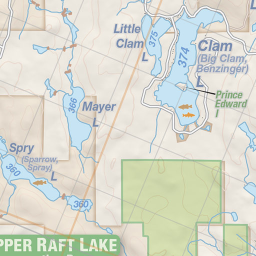 Little
Clam
L
375
374
Clam
(Big Clam,
Benzinger)
L
Prince
Edward
I
366
Mayer
L
Spry
(Sparrow,
Spray)
L
360
360
PPER RAFT LAKE